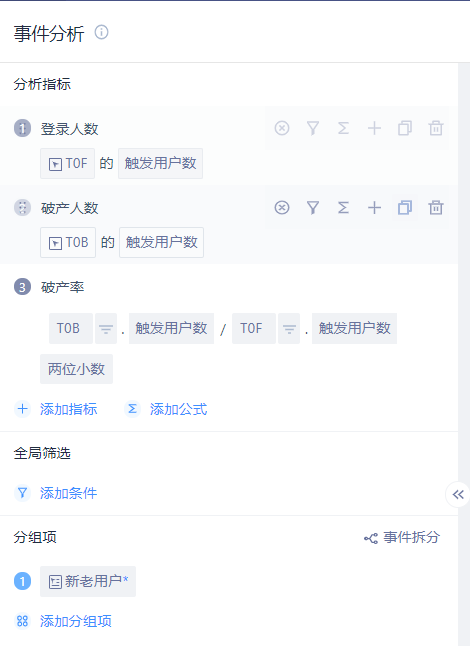 事件分析
分析指标
1 登录人数
TOF 的 触发用户数
破产人数
TOB 的 触发用户数
3 破产率
TOB . 触发用户数 / TOF . 触发用户数
两位小数
添加指标 添加公式
全局筛选
添加条件
分组项 事件拆分
1 新老用户*
添加分组项